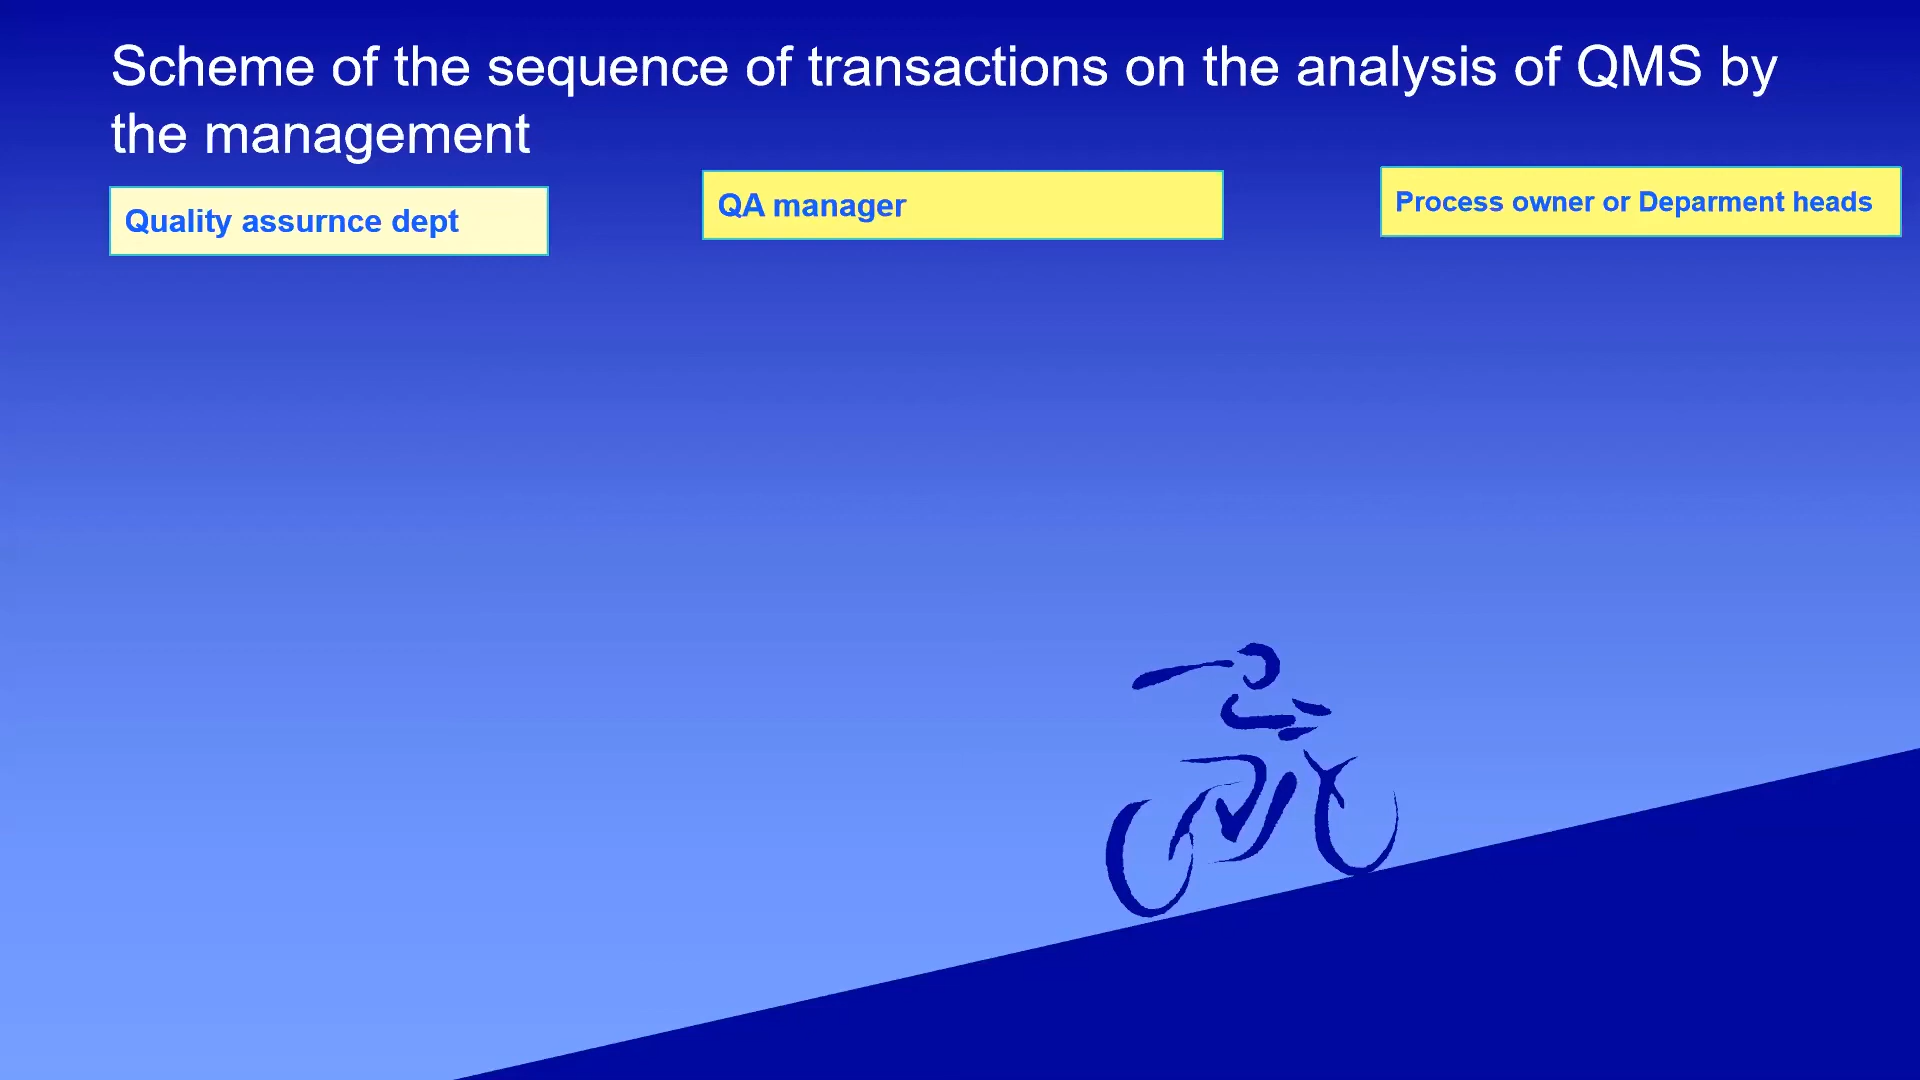 Scheme of the sequence of transactions on the analysis of QMS by
the management
Quality assurnce dept
QA manager
Process owner or Deparment heads